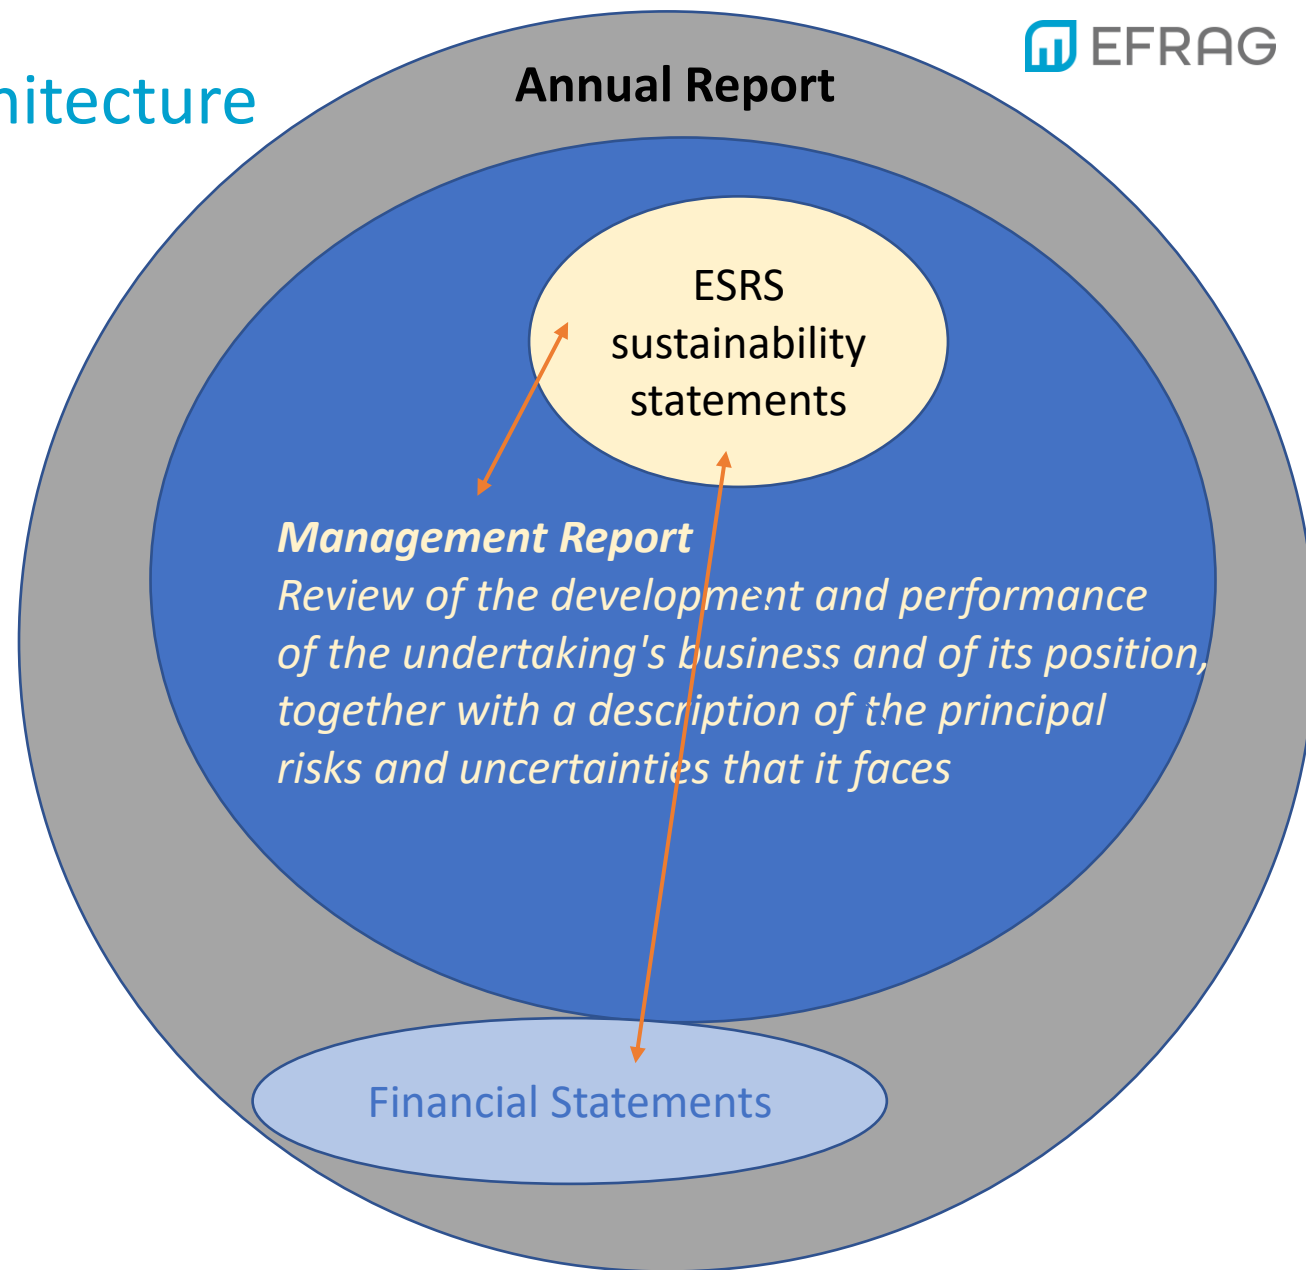 EFRAG
hitecture
Annual Report
ESRS
sustainability
statements
Management Report
Review of the development and performance
of the undertaking's business and of its position,
together with a description of the principal
risks and uncertainties that it faces
Financial Statements